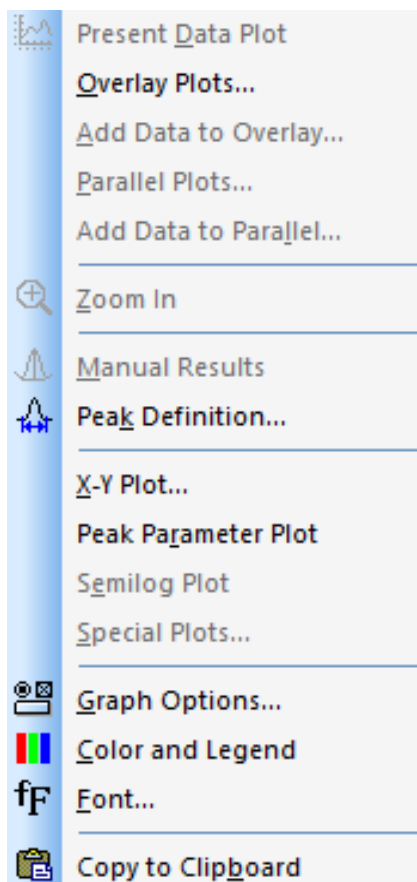 Present Data Plot
Overlay Plots...
Add Data to Overlay...
Parallel Plots...
Add Data to Parallel...
Zoom In
Manual Results
Peak Definition...
X-Y Plot...
Peak Parameter Plot
Semilog Plot
Special Plots...
Graph Options...
Color and Legend
fF Font...
Copy to Clipboard